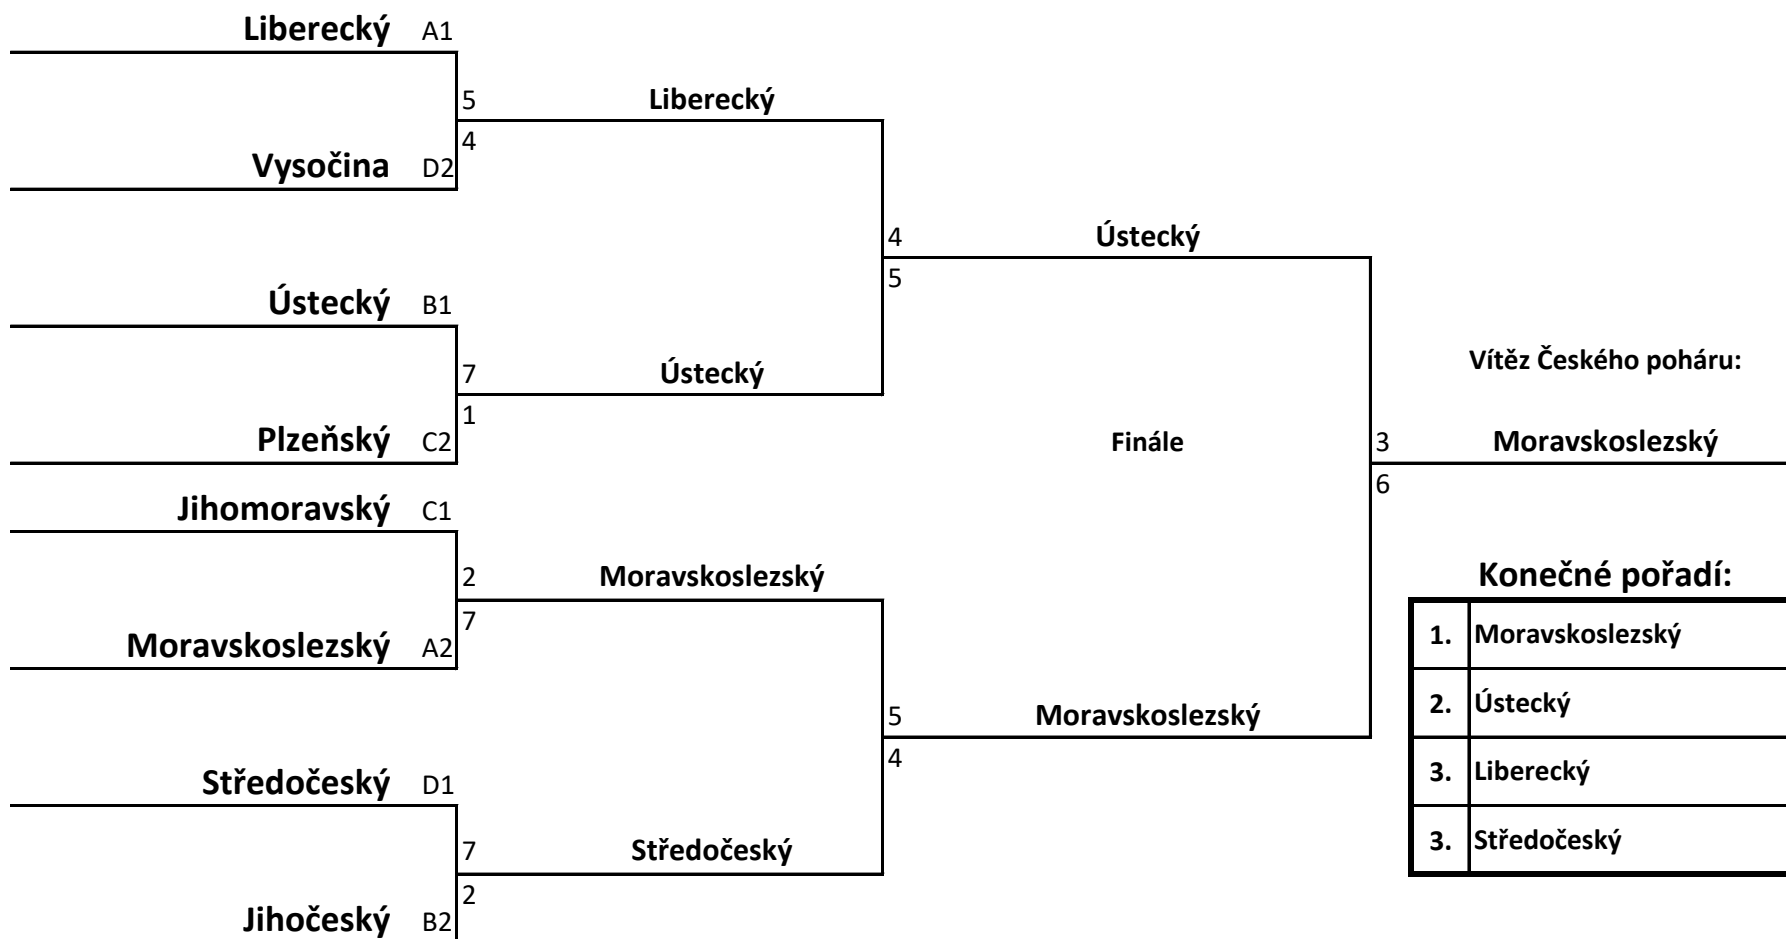 Liberecký A1
5 Liberecký
4
Vysočina D2
4 Ústecký
5
Ústecký B1
7 Ústecký
1
Vítěz Českého poháru:
Plzeňský C2
Finále
3 Moravskoslezský
6
Jihomoravský C1
2 Moravskoslezský
7
Konečné pořadí:
Moravskoslezský A2
1. Moravskoslezský
2. Ústecký
5 Moravskoslezský
4
3. Liberecký
Středočeský D1
7 Středočeský
2
3. Středočeský
Jihočeský B2